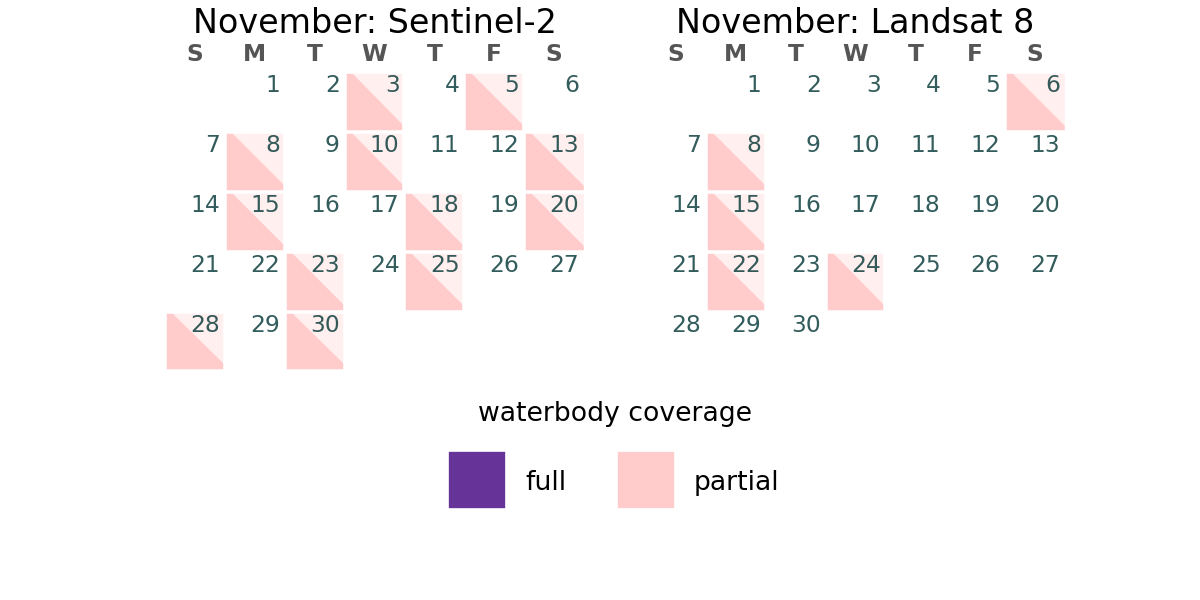 November: Sentinel-2
S M T W T F S
1 2 3 4 5 6
7 8 9 10 11 12 13
14 15 16 17 18 19 20
21 22 23 24 25 26 27
28 29 30
November: Landsat 8
S M T W T F S
1 2 3 4 5 6
7 8 9 10 11 12 13
14 15 16 17 18 19 20
21 22 23 24 25 26 27
28 29 30
waterbody coverage
full partial